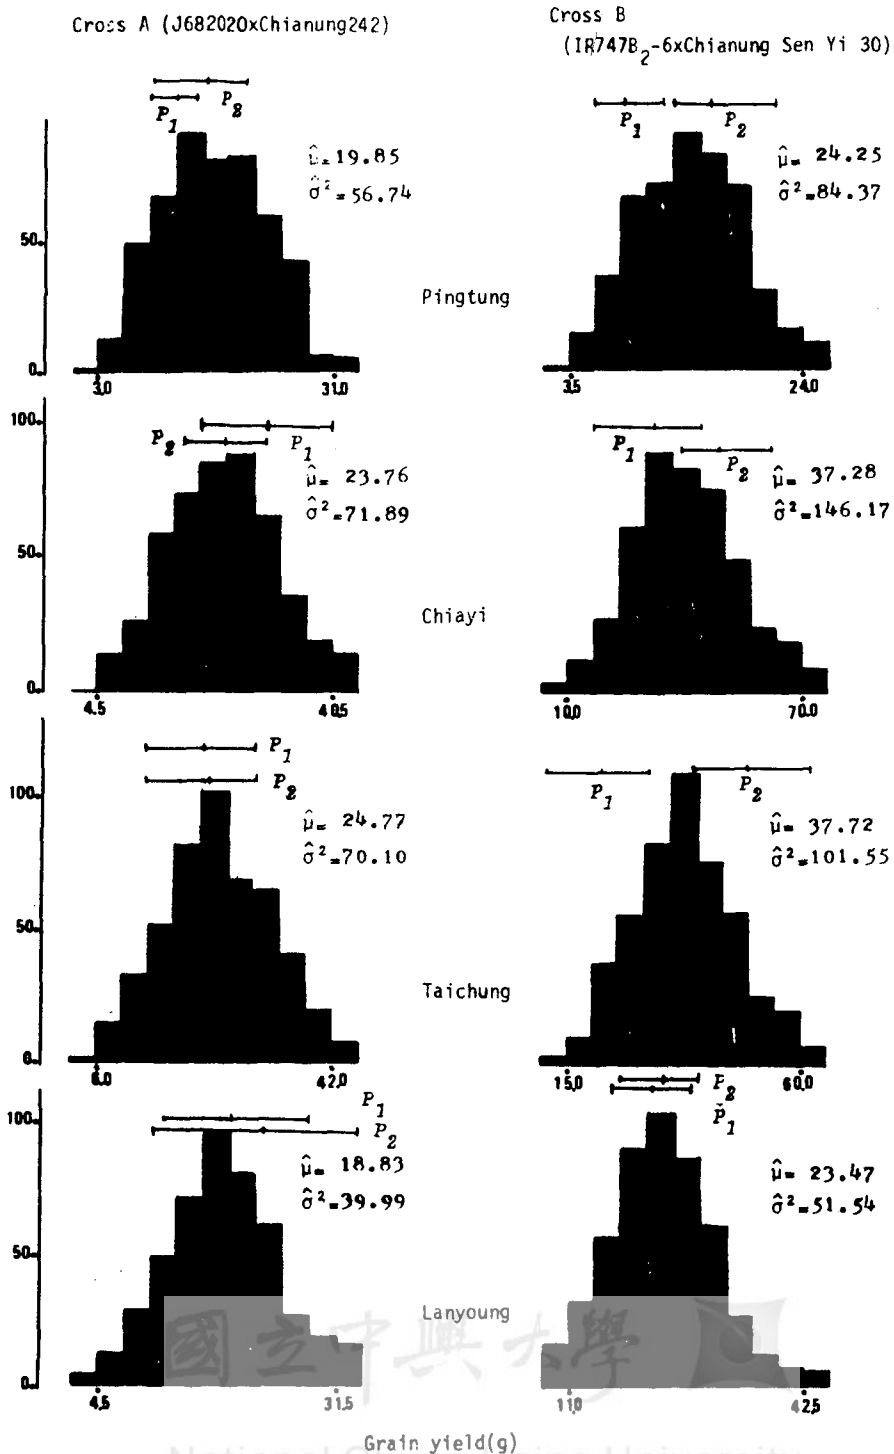 Cross A (J682020xChianung242)
Cross B
(IR747B2-6xChianung Sen Yi 30)
P1
P2
μ̂= 19.85
σ̂²=56.74
50
0
3.0
31.0
Pingtung
P1
P2
μ̂= 24.25
σ̂²=84.37
3.5
24.0
100
50
0
P2
P1
μ̂= 23.76
σ̂²=71.89
4.5
40.5
Chiayi
P1
P2
μ̂= 37.28
σ̂²=146.17
10.0
70.0
100
50
0
P1
P2
μ̂= 24.77
σ̂²=70.10
6.0
42.0
Taichung
P1
P2
μ̂= 37.72
σ̂²=101.55
15.0
60.0
100
50
0
P1
P2
μ̂= 18.83
σ̂²=39.99
4.5
31.5
Lanyoung
P2
P1
μ̂= 23.47
σ̂²=51.54
11.0
42.5
國立中興大學
Grain yield(g)